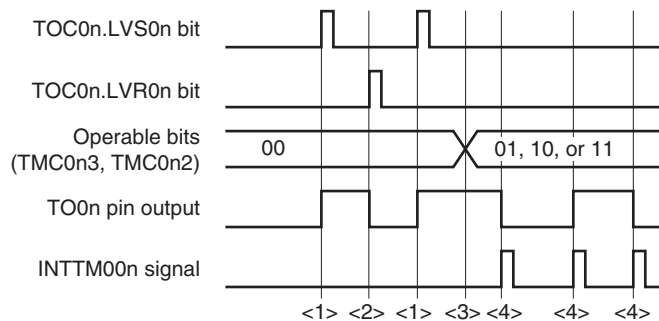 TOC0n.LVS0n bit
TOC0n.LVR0n bit
Operable bits
(TMC0n3, TMC0n2)
00
01, 10, or 11
TO0n pin output
INTTM00n signal
<1> <2> <1> <3> <4> <4> <4>